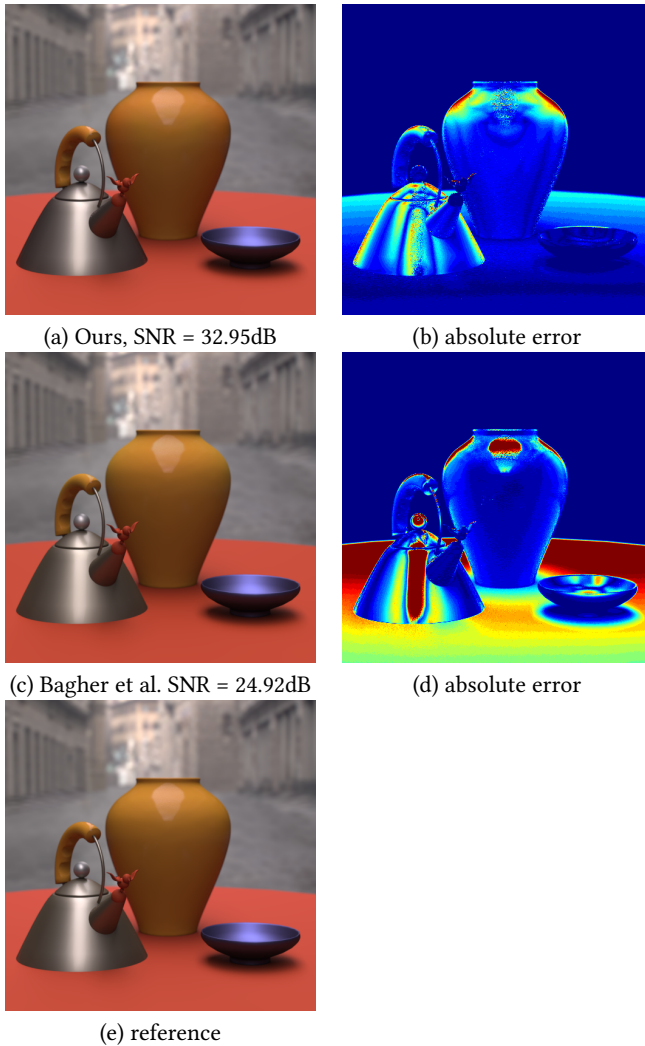 (a) Ours, SNR = 32.95dB
(b) absolute error
(c) Bagher et al. SNR = 24.92dB
(d) absolute error
(e) reference